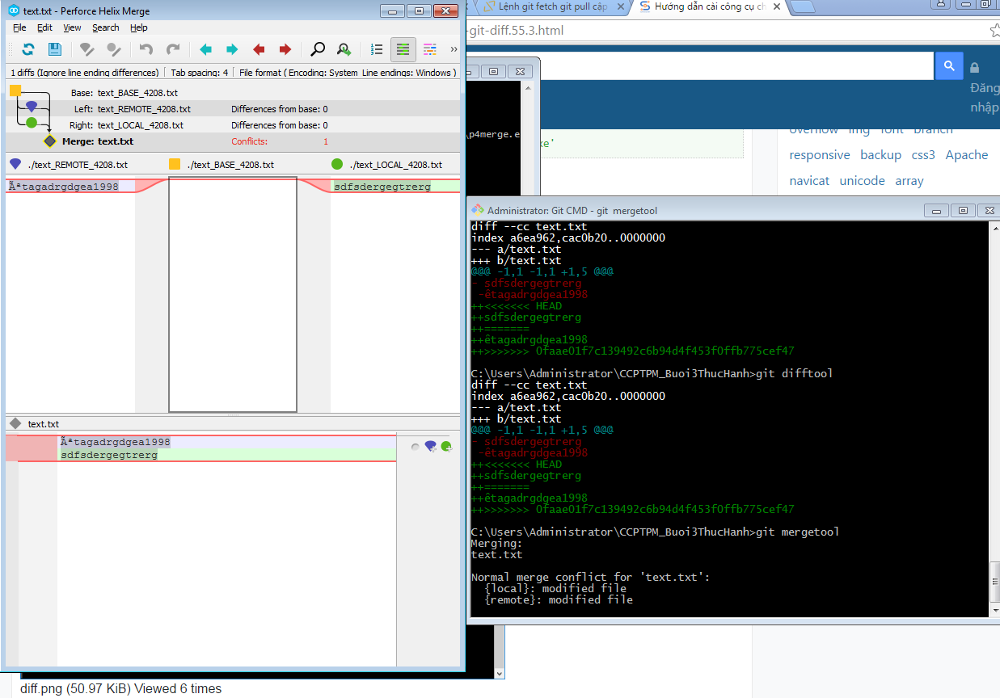 text.txt - Perforce Helix Merge
File Edit View Search Help
1 diffs (Ignore line ending differences) Tab spacing: 4 File format ( Encoding: System Line endings: Windows )
Base: text_BASE_4208.txt
Left: text_REMOTE_4208.txt Differences from base: 0
Right: text_LOCAL_4208.txt Differences from base: 0
Merge: text.txt Conflicts: 1
./text_REMOTE_4208.txt ./text_BASE_4208.txt ./text_LOCAL_4208.txt
Ãªtagadrgdgea1998 sdfsdergegtrerg
text.txt
Ãªtagadrgdgea1998
sdfsdergegtrerg
Lệnh git fetch git pull cập
Hướng dẫn cài công cụ ch
-git-diff.55.3.html
Đăng
nhập
\p4merge.e
xe'
overflow img font branch
responsive backup css3 Apache
navicat unicode array
Administrator: Git CMD - git mergetool
diff --cc text.txt
index a6ea962,cac0b20..0000000
--- a/text.txt
+++ b/text.txt
@@@ -1,1 -1,1 +1,5 @@@
- sdfsdergegtrerg
 -êtagadrgdgea1998
++<<<<<<< HEAD
++sdfsdergegtrerg
++=======
++êtagadrgdgea1998
++>>>>>>> 0faae01f7c139492c6b94d4f453f0ffb775cef47
C:\Users\Administrator\CCPTPM_Buoi3ThucHanh>git difftool
diff --cc text.txt
index a6ea962,cac0b20..0000000
--- a/text.txt
+++ b/text.txt
@@@ -1,1 -1,1 +1,5 @@@
- sdfsdergegtrerg
 -êtagadrgdgea1998
++<<<<<<< HEAD
++sdfsdergegtrerg
++=======
++êtagadrgdgea1998
++>>>>>>> 0faae01f7c139492c6b94d4f453f0ffb775cef47
C:\Users\Administrator\CCPTPM_Buoi3ThucHanh>git mergetool
Merging:
text.txt
Normal merge conflict for 'text.txt':
{local}: modified file
{remote}: modified file
diff.png (50.97 KiB) Viewed 6 times